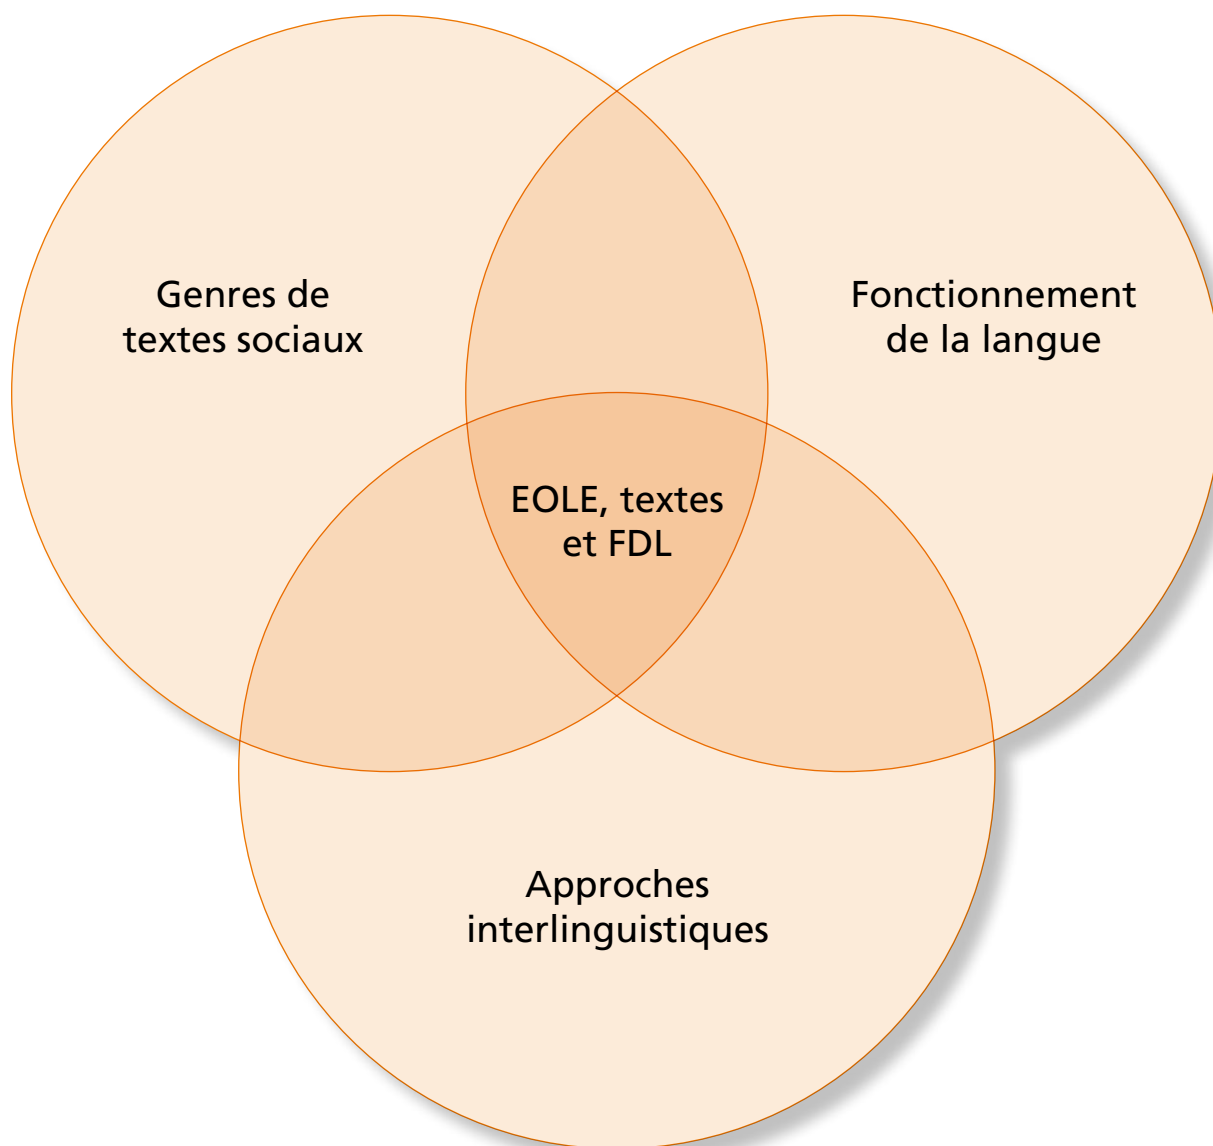 Genres de
textes sociaux
Fonctionnement
de la langue
EOLE, textes
et FDL
Approches
interlinguistiques